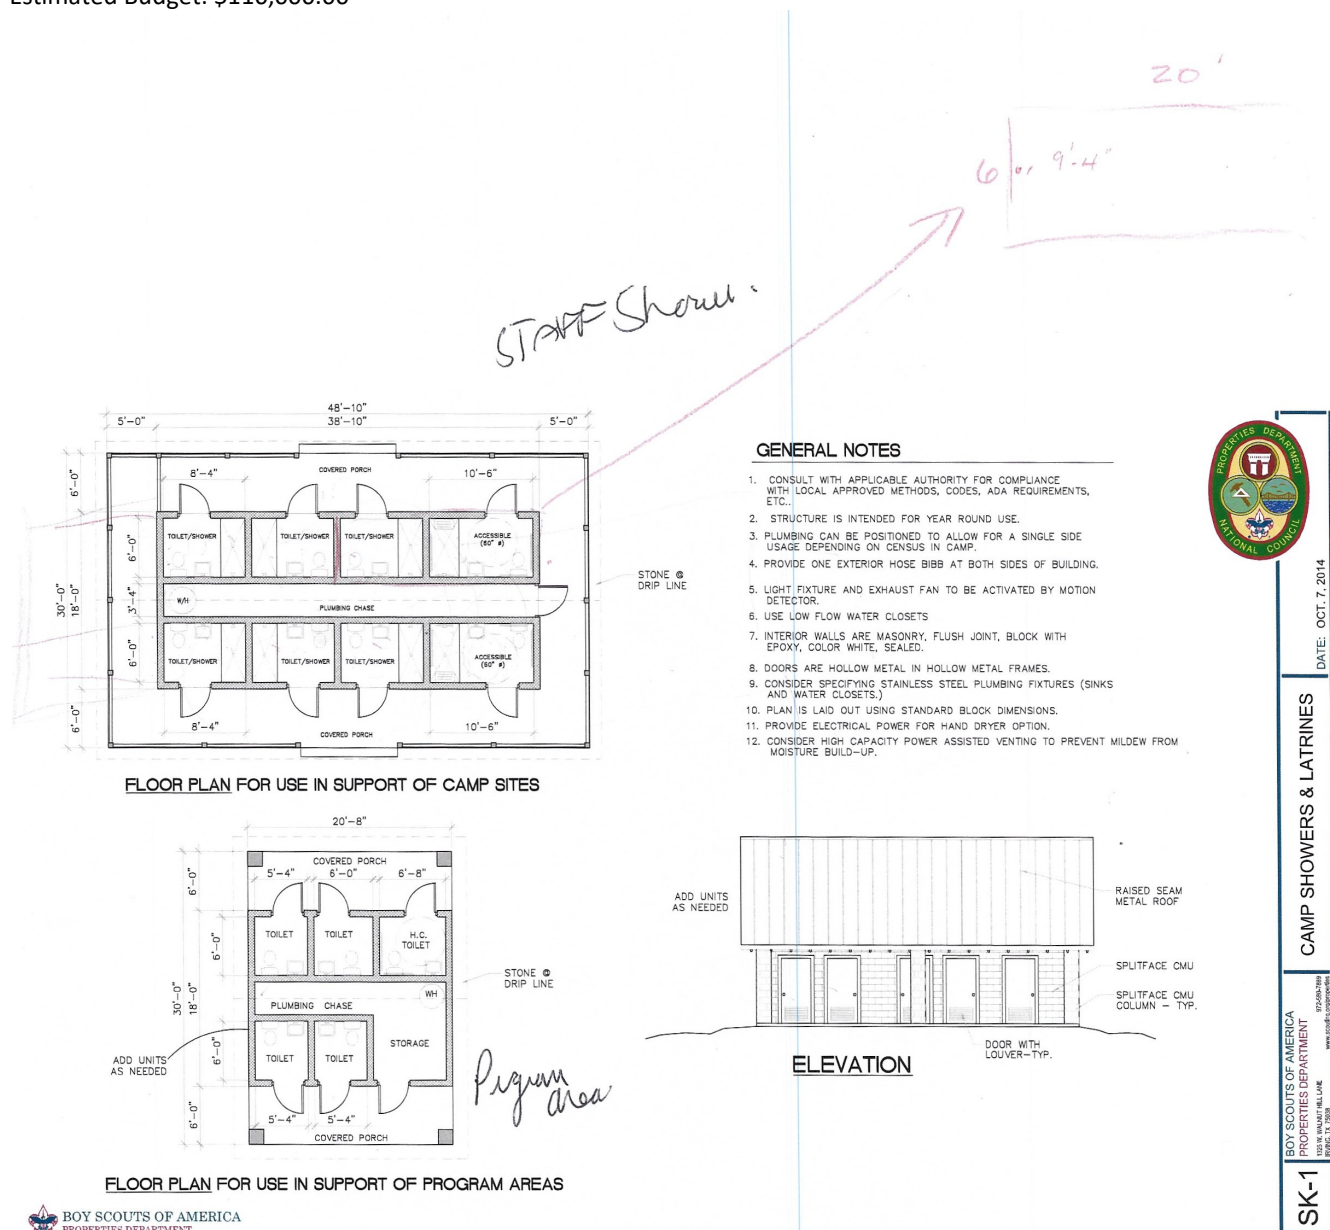 20'
6 or 9'-4"
STAFF Shower.
48'-10"
5'-0" 38'-10" 5'-0"
8'-4" COVERED PORCH 10'-6"
6'-0"
TOILET/SHOWER TOILET/SHOWER TOILET/SHOWER ACCESSIBLE
(60" ø)
6'-0"
30'-0" 18'-0" 3'-4"
W/H PLUMBING CHASE
STONE @
DRIP LINE
6'-0"
TOILET/SHOWER TOILET/SHOWER TOILET/SHOWER ACCESSIBLE
(60" ø)
6'-0"
8'-4" COVERED PORCH 10'-6"
FLOOR PLAN FOR USE IN SUPPORT OF CAMP SITES
GENERAL NOTES
1. CONSULT WITH APPLICABLE AUTHORITY FOR COMPLIANCE
WITH LOCAL APPROVED METHODS, CODES, ADA REQUIREMENTS,
ETC..
2. STRUCTURE IS INTENDED FOR YEAR ROUND USE.
3. PLUMBING CAN BE POSITIONED TO ALLOW FOR A SINGLE SIDE
USAGE DEPENDING ON CENSUS IN CAMP.
4. PROVIDE ONE EXTERIOR HOSE BIBB AT BOTH SIDES OF BUILDING.
5. LIGHT FIXTURE AND EXHAUST FAN TO BE ACTIVATED BY MOTION
DETECTOR.
6. USE LOW FLOW WATER CLOSETS
7. INTERIOR WALLS ARE MASONRY, FLUSH JOINT, BLOCK WITH
EPOXY, COLOR WHITE, SEALED.
8. DOORS ARE HOLLOW METAL IN HOLLOW METAL FRAMES.
9. CONSIDER SPECIFYING STAINLESS STEEL PLUMBING FIXTURES (SINKS
AND WATER CLOSETS.)
10. PLAN IS LAID OUT USING STANDARD BLOCK DIMENSIONS.
11. PROVIDE ELECTRICAL POWER FOR HAND DRYER OPTION.
12. CONSIDER HIGH CAPACITY POWER ASSISTED VENTING TO PREVENT MILDEW FROM
MOISTURE BUILD-UP.
20'-8"
COVERED PORCH
6'-0"
5'-4" 6'-0" 6'-8"
TOILET TOILET H.C.
TOILET
6'-0"
30'-0" 18'-0"
STONE @
DRIP LINE
PLUMBING CHASE WH
ADD UNITS
AS NEEDED
6'-0"
TOILET TOILET STORAGE
6'-0"
5'-4" 5'-4"
COVERED PORCH
Program
Area
FLOOR PLAN FOR USE IN SUPPORT OF PROGRAM AREAS
ADD UNITS
AS NEEDED
RAISED SEAM
METAL ROOF
SPLITFACE CMU
SPLITFACE CMU
COLUMN - TYP.
DOOR WITH
LOUVER-TYP.
ELEVATION
PROPERTIES DEPARTMENT
NATIONAL COUNCIL
DATE: OCT. 7, 2014
CAMP SHOWERS & LATRINES
BOY SCOUTS OF AMERICA
PROPERTIES DEPARTMENT
1325 W. WALNUT HILL LANE
IRVING, TX. 75038
SK-1
BOY SCOUTS OF AMERICA
PROPERTIES DEPARTMENT